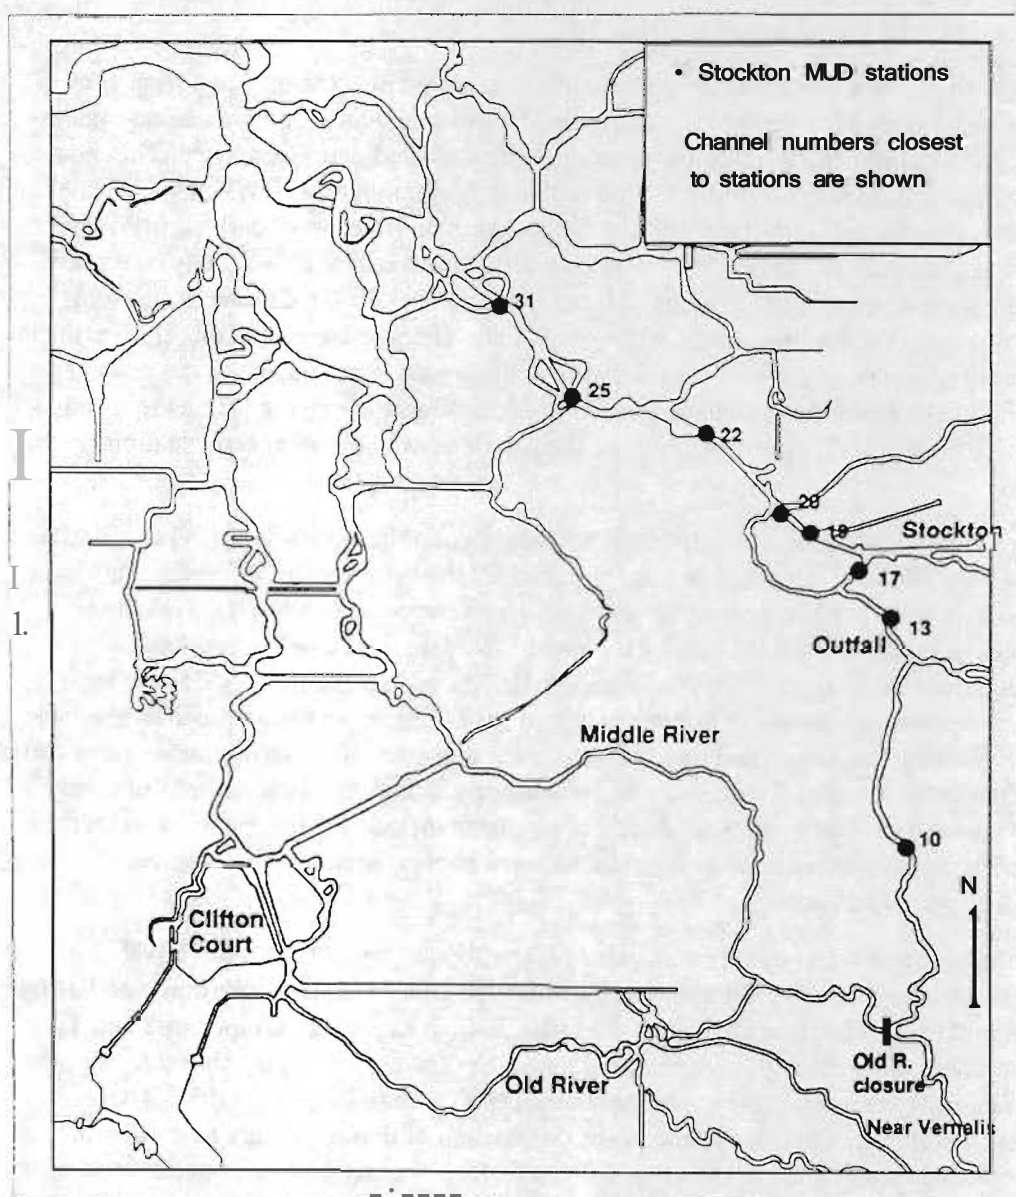 • Stockton MUD stations
Channel numbers closest
to stations are shown
31
25
22
20
19
Stockton
17
13
Outfall
Middle River
10
N
Clifton
Court
Old R.
closure
Old River
Near Vernalis